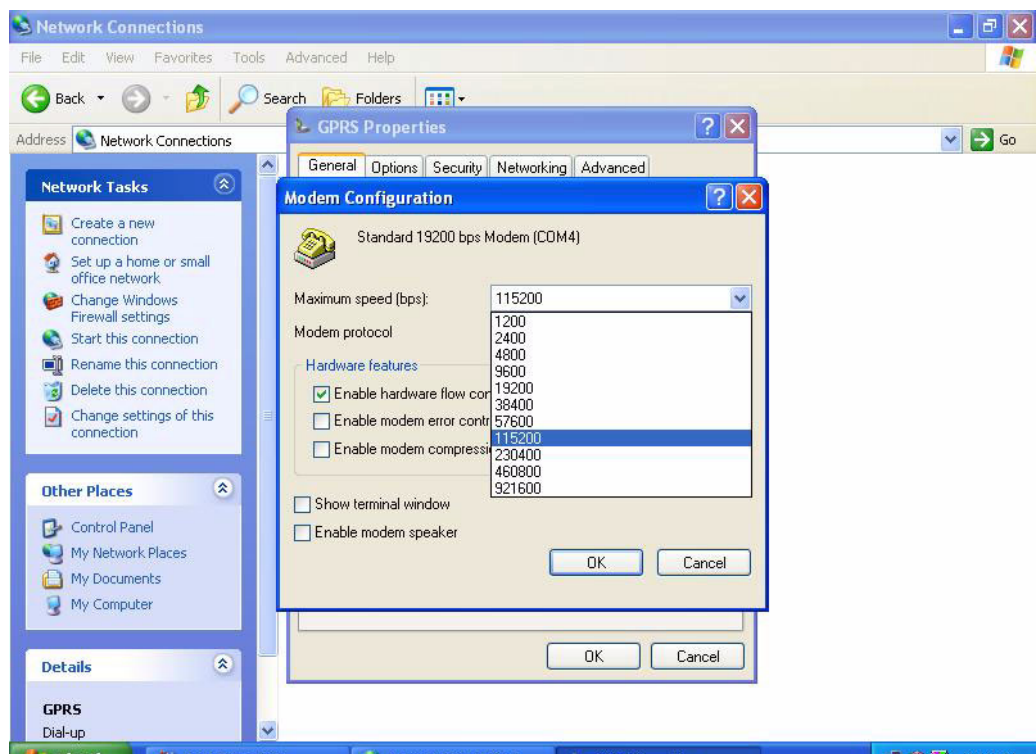 Network Connections
File Edit View Favorites Tools Advanced Help
Back Search Folders
Address Network Connections Go
GPRS Properties
General Options Security Networking Advanced
Network Tasks
Create a new
connection
Set up a home or small
office network
Change Windows
Firewall settings
Start this connection
Rename this connection
Delete this connection
Change settings of this
connection
Other Places
Control Panel
My Network Places
My Documents
My Computer
Details
GPRS
Dial-up
Modem Configuration
Standard 19200 bps Modem (COM4)
Maximum speed (bps): 115200
1200
2400
4800
9600
19200
38400
57600
115200
230400
460800
921600
Modem protocol
Hardware features
Enable hardware flow cor
Enable modem error contr
Enable modem compressi
Show terminal window
Enable modem speaker
OK Cancel
OK Cancel